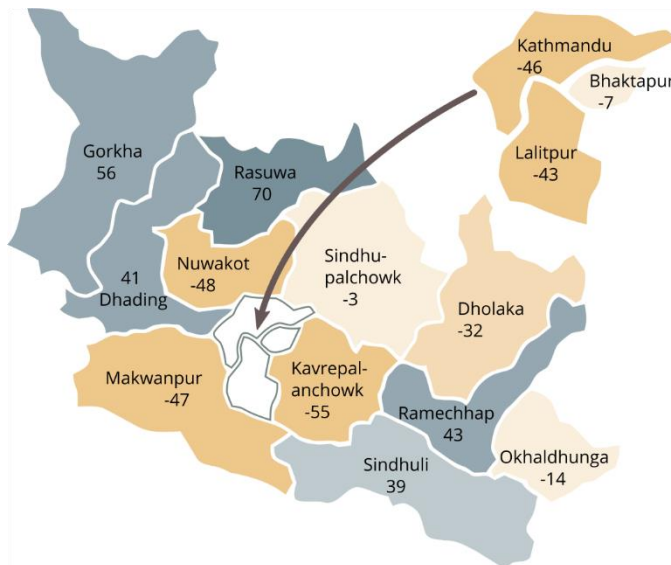 Kathmandu
-46
Bhaktapur
-7
Lalitpur
-43
Gorkha
56
Rasuwa
70
41
Dhading
Nuwakot
-48
Sindhu-
palchowk
-3
Dholaka
-32
Makwanpur
-47
Kavrepal-
anchowk
-55
Ramechhap
43
Okhaldhunga
-14
Sindhuli
39